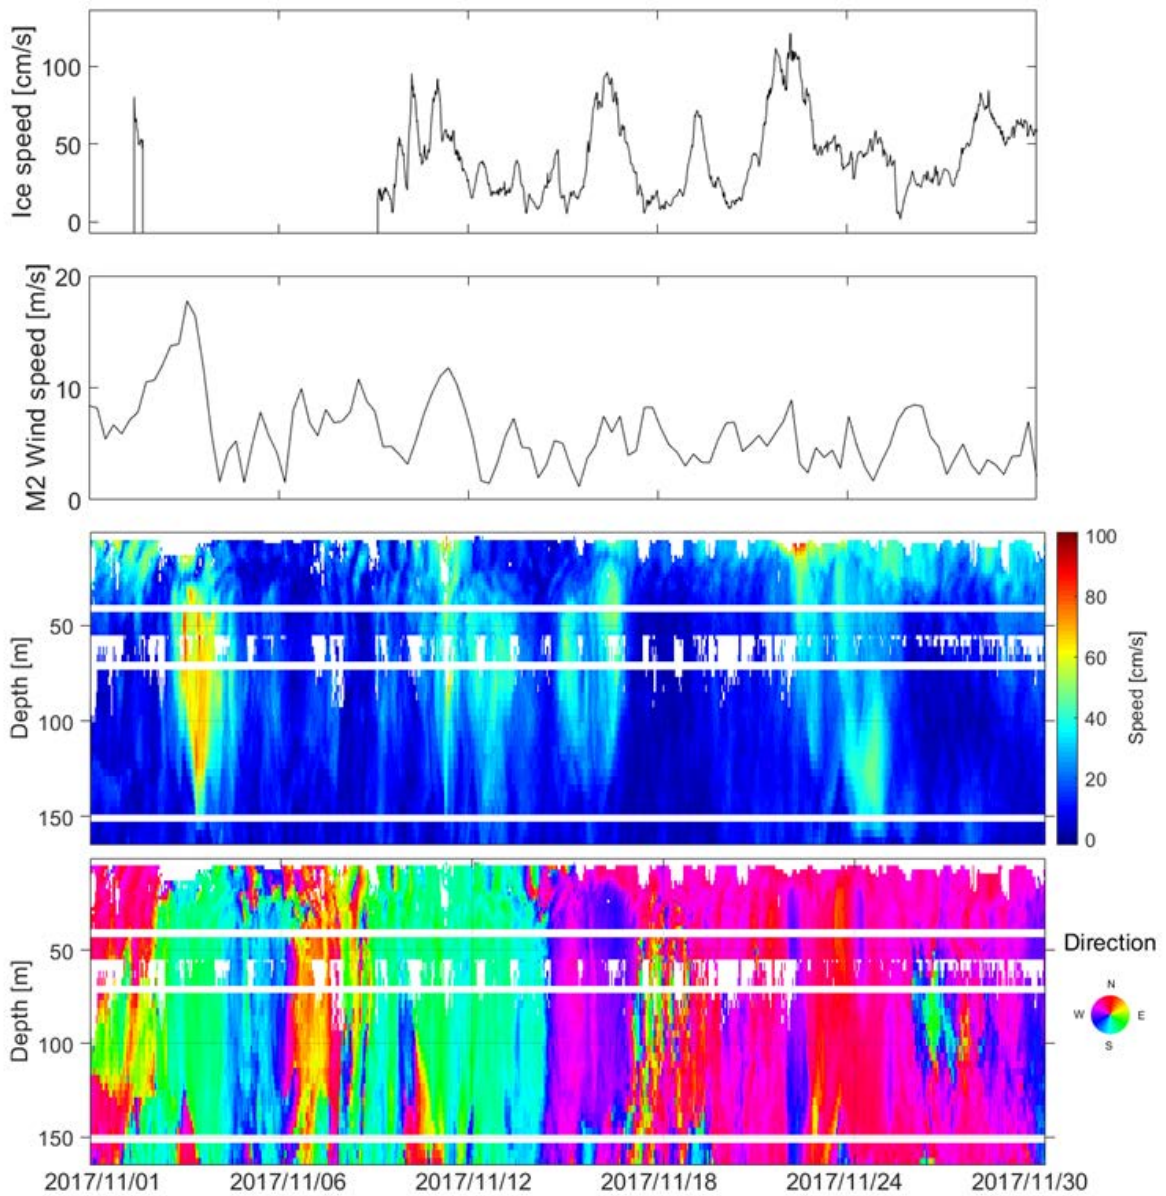 Ice speed [cm/s]
100
50
0
M2 Wind speed [m/s]
20
10
0
Depth [m]
50
100
150
100
80
60
40
20
0
Speed [cm/s]
Depth [m]
50
100
150
Direction
N
W E
S
2017/11/01 2017/11/06 2017/11/12 2017/11/18 2017/11/24 2017/11/30